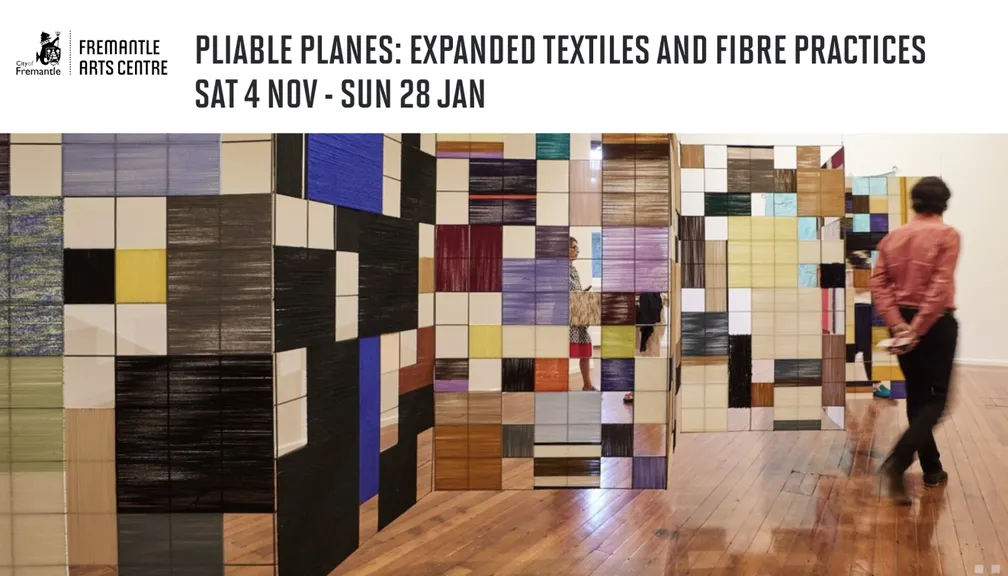 City of
Fremantle
FREMANTLE
ARTS CENTRE
PLIABLE PLANES: EXPANDED TEXTILES AND FIBRE PRACTICES
SAT 4 NOV - SUN 28 JAN